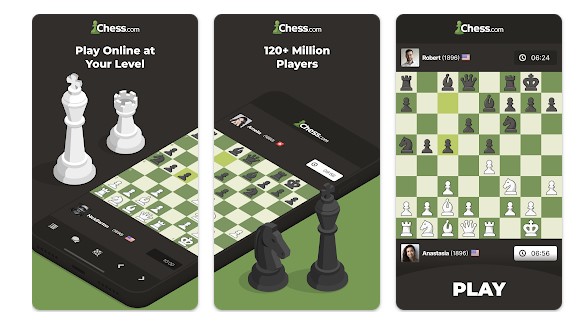 Chess.com
Play Online at
Your Level
Chess.com
120+ Million
Players
Chess.com
Chess.com
Robert (1896)
06:24
Anastasia (1896)
06:56
PLAY